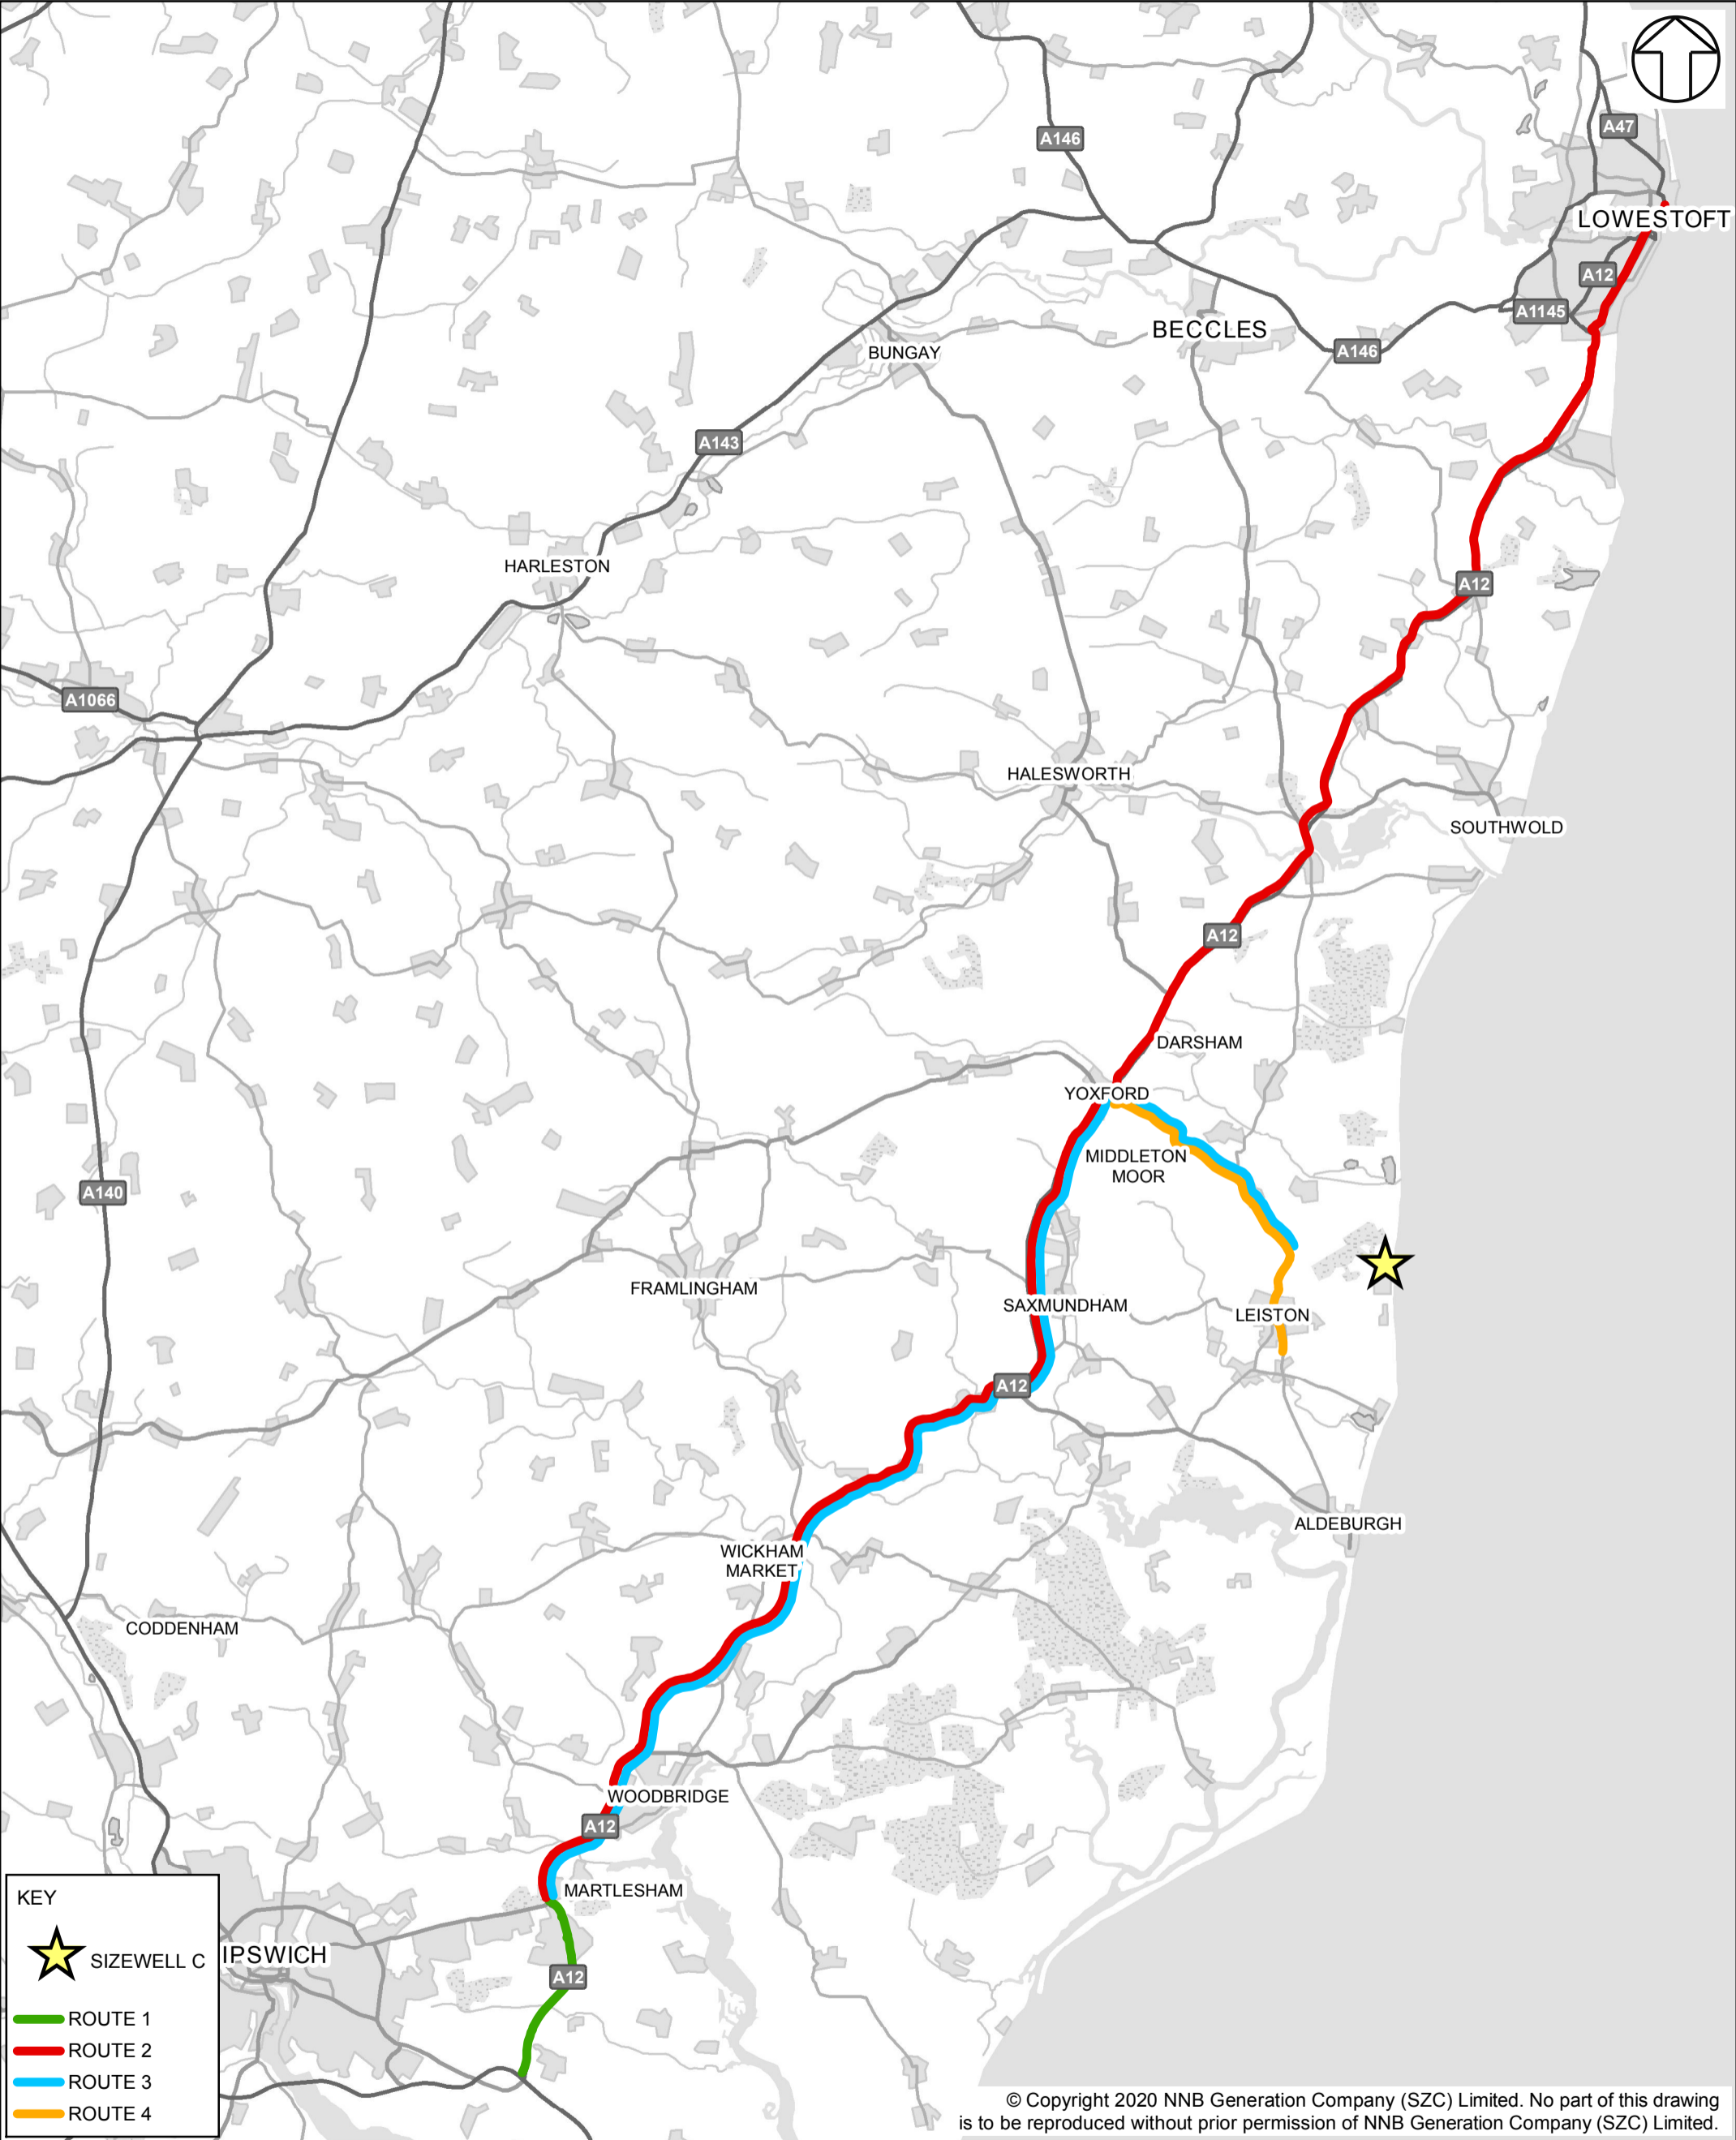 A47
A146
LOWESTOFT
A12
A1145
BECCLES
A146
BUNGAY
A143
HARLESTON
A12
A1066
HALESWORTH
SOUTHWOLD
A12
DARSHAM
YOXFORD
MIDDLETON
MOOR
A140
FRAMLINGHAM
SAXMUNDHAM
LEISTON
A12
ALDEBURGH
WICKHAM
MARKET
CODDENHAM
WOODBRIDGE
A12
MARTLESHAM
IPSWICH
A12
KEY
SIZEWELL C
ROUTE 1
ROUTE 2
ROUTE 3
ROUTE 4
© Copyright 2020 NNB Generation Company (SZC) Limited. No part of this drawing
is to be reproduced without prior permission of NNB Generation Company (SZC) Limited.